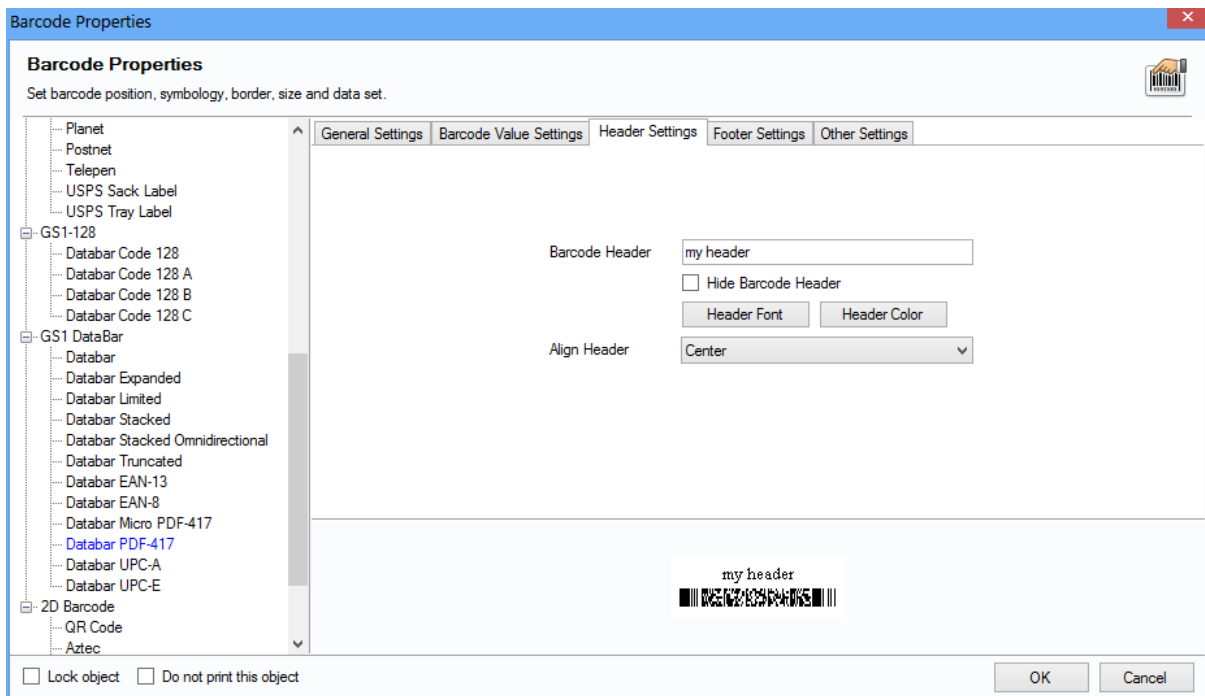 Barcode Properties
Barcode Properties
Set barcode position, symbology, border, size and data set.
Planet
Postnet
Telepen
USPS Sack Label
USPS Tray Label
GS1-128
Databar Code 128
Databar Code 128 A
Databar Code 128 B
Databar Code 128 C
GS1 DataBar
Databar
Databar Expanded
Databar Limited
Databar Stacked
Databar Stacked Omnidirectional
Databar Truncated
Databar EAN-13
Databar EAN-8
Databar Micro PDF-417
Databar PDF-417
Databar UPC-A
Databar UPC-E
2D Barcode
QR Code
Aztec
General Settings Barcode Value Settings Header Settings Footer Settings Other Settings
Barcode Header my header
Hide Barcode Header
Header Font Header Color
Align Header Center
my header
Lock object Do not print this object OK Cancel